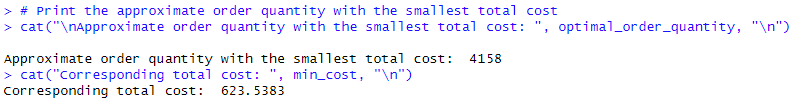 > # Print the approximate order quantity with the smallest total cost
> cat("\nApproximate order quantity with the smallest total cost: ", optimal_order_quantity, "\n")

Approximate order quantity with the smallest total cost:  4158
> cat("Corresponding total cost: ", min_cost, "\n")
Corresponding total cost:  623.5383